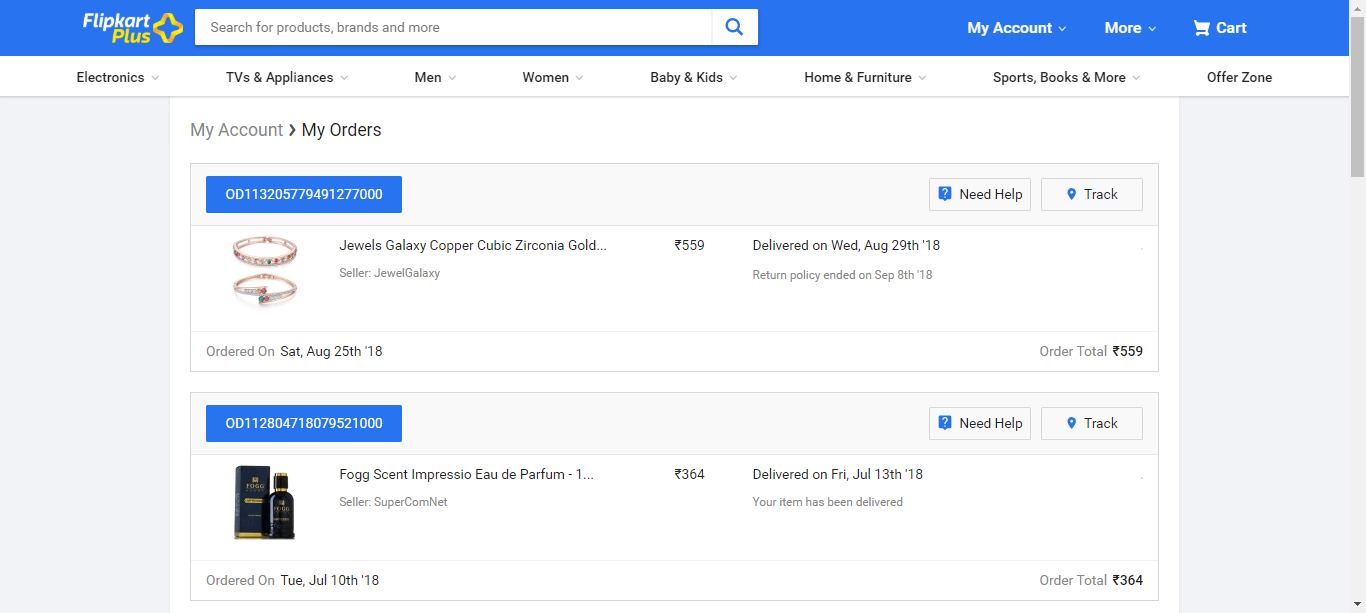 Flipkart Plus
Search for products, brands and more
My Account
More
Cart
Electronics
TVs & Appliances
Men
Women
Baby & Kids
Home & Furniture
Sports, Books & More
Offer Zone
My Account > My Orders
OD113205779491277000
Need Help
Track
Jewels Galaxy Copper Cubic Zirconia Gold...
₹559
Delivered on Wed, Aug 29th '18
Seller: JewelGalaxy
Return policy ended on Sep 8th '18
Ordered On Sat, Aug 25th '18
Order Total ₹559
OD112804718079521000
Need Help
Track
Fogg Scent Impressio Eau de Parfum - 1...
₹364
Delivered on Fri, Jul 13th '18
Seller: SuperComNet
Your item has been delivered
FOGG
FOGG
Ordered On Tue, Jul 10th '18
Order Total ₹364